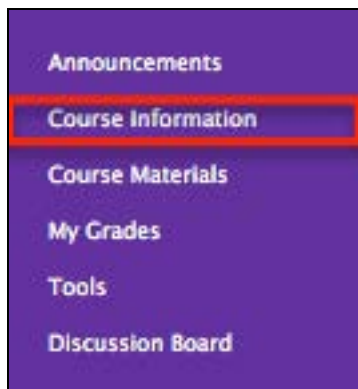 Announcements
Course Information
Course Materials
My Grades
Tools
Discussion Board